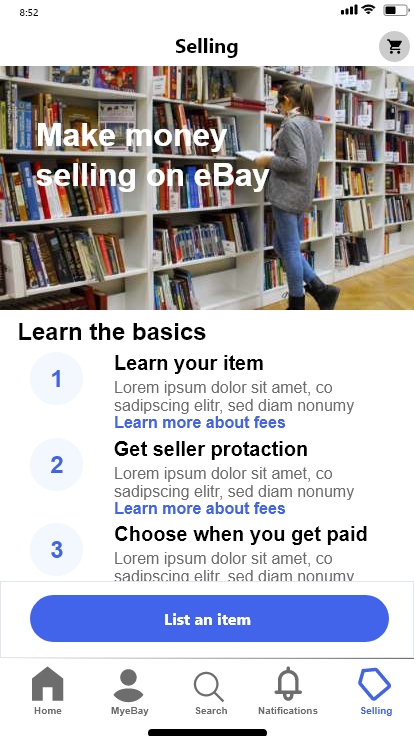 8:52
Selling
Make money
selling on eBay
Learn the basics
1
Learn your item
Lorem ipsum dolor sit amet, co
sadipscing elitr, sed diam nonumy
Learn more about fees
2
Get seller protaction
Lorem ipsum dolor sit amet, co
sadipscing elitr, sed diam nonumy
Learn more about fees
3
Choose when you get paid
Lorem ipsum dolor sit amet, co
sadipscing elitr, sed diam nonumy
List an item
Home
MyeBay
Search
Notifications
Selling